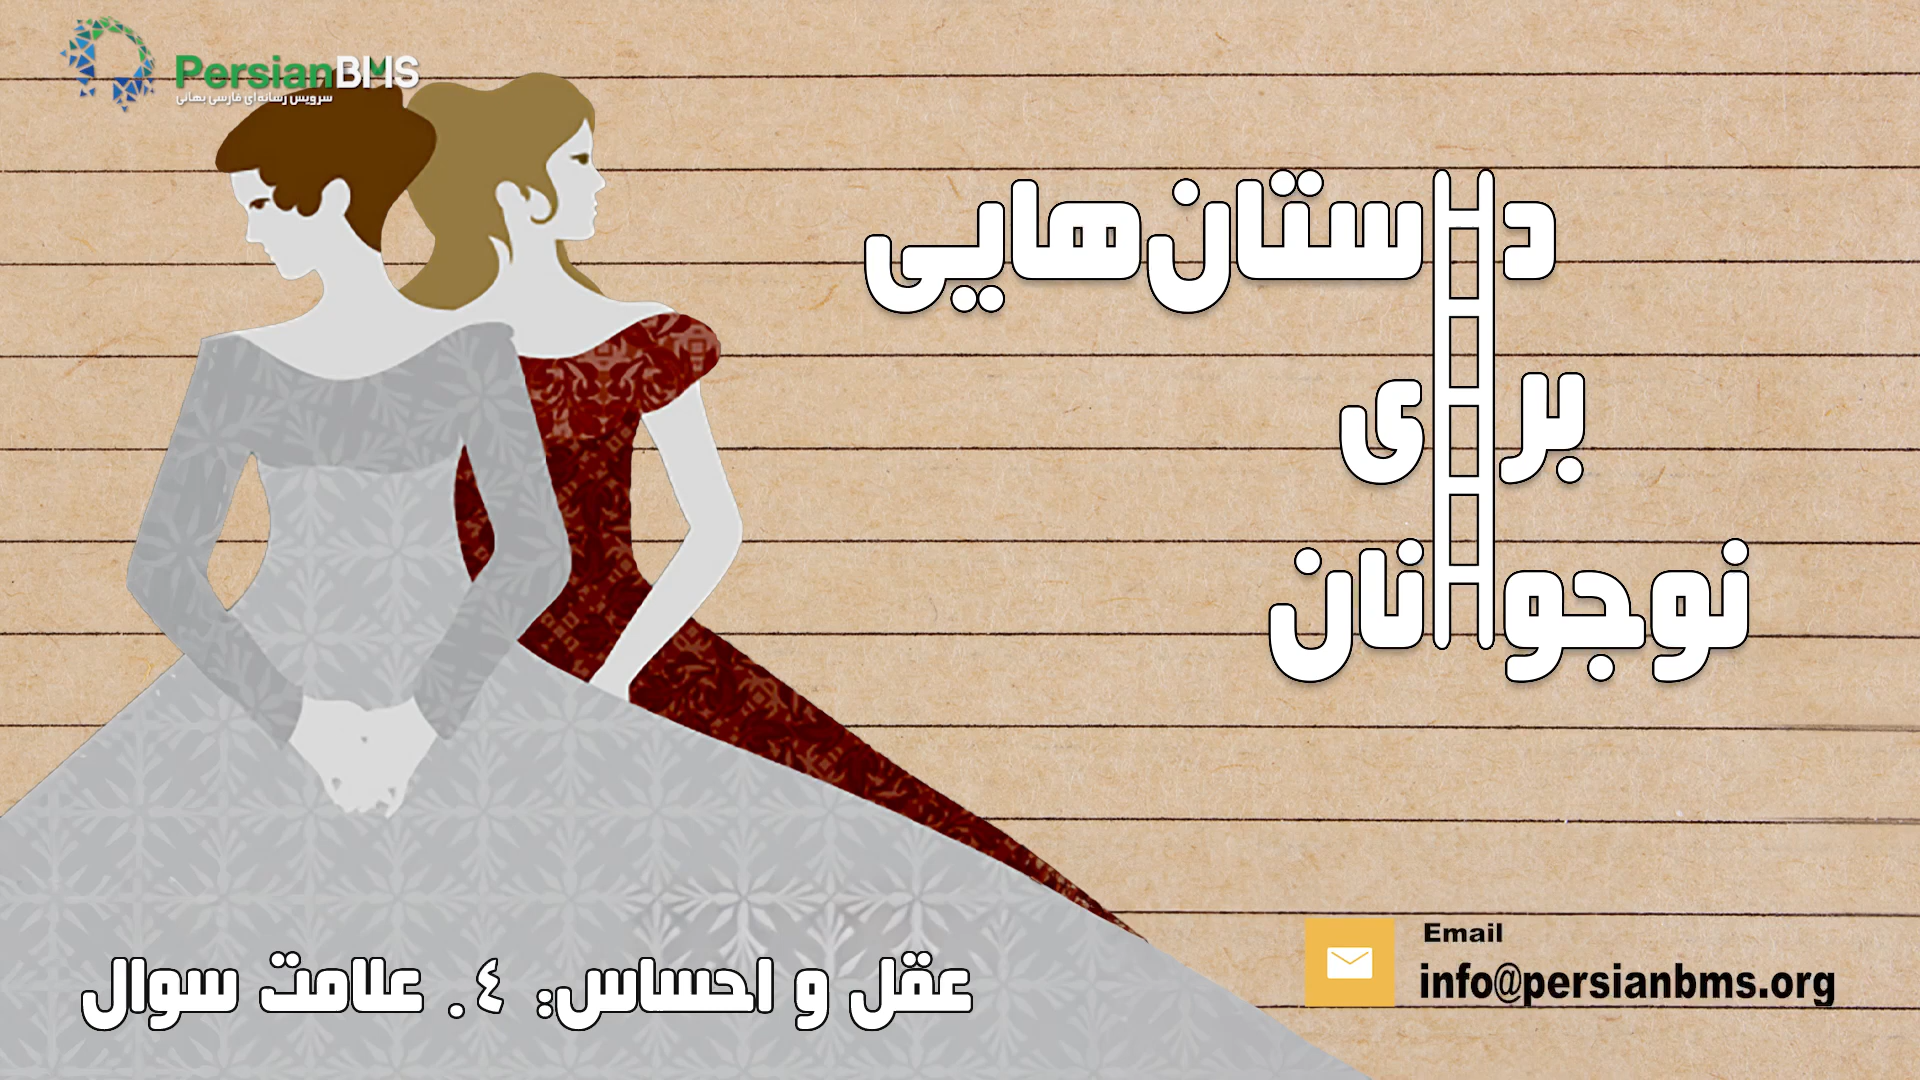 PersianBMS
سرویس رسانه‌ای فارسی بهائی
داستان‌هایی
برای
نوجوانان
عقل و احساس: ٤. علامت سوال
Email
info@persianbms.org